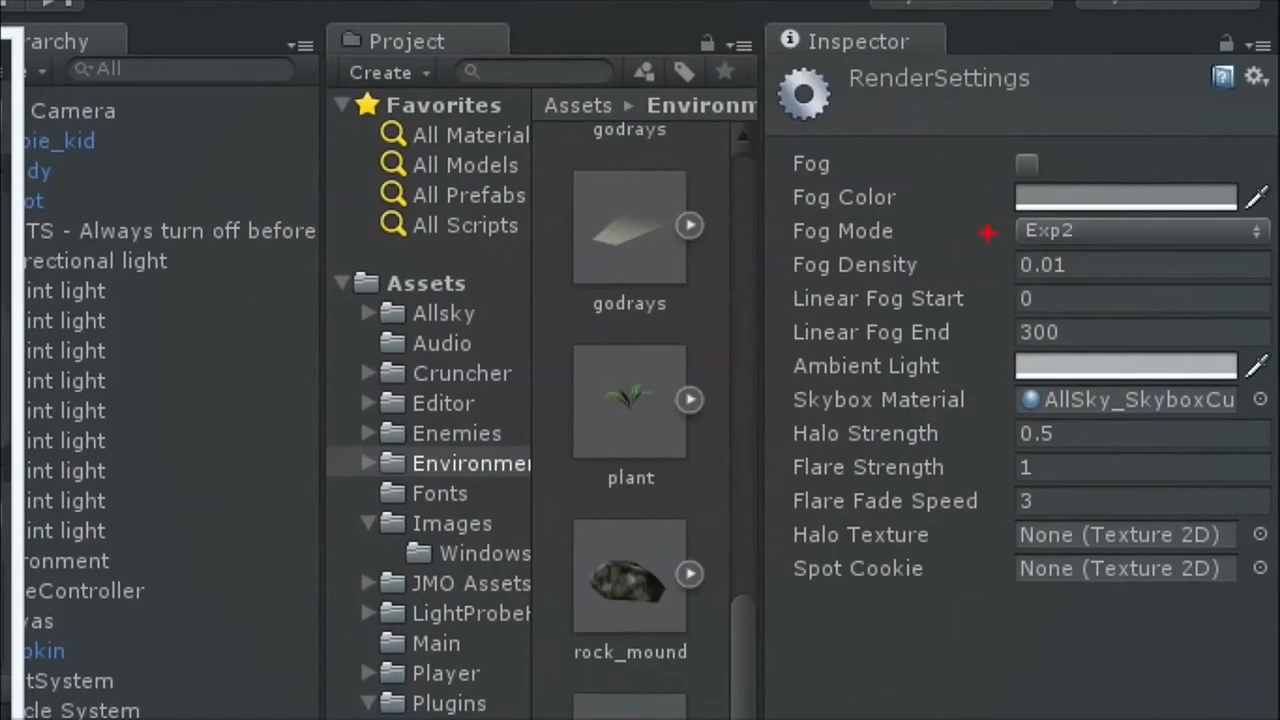 rarchy
All
Camera
bie_kid
dy
ot
TS - Always turn off before
rectional light
int light
int light
int light
int light
int light
int light
int light
int light
int light
ronment
eController
vas
pkin
tSystem
cle System
Project
Create
Favorites
All Material
All Models
All Prefabs
All Scripts
Assets
Allsky
Audio
Cruncher
Editor
Enemies
Environme
Fonts
Images
Windows
JMO Assets
LightProbe
Main
Player
Plugins
Assets ▸ Environm
godrays
godrays
plant
rock_mound
Inspector
RenderSettings
Fog
Fog Color
Fog Mode Exp2
Fog Density 0.01
Linear Fog Start 0
Linear Fog End 300
Ambient Light
Skybox Material AllSky_SkyboxCu
Halo Strength 0.5
Flare Strength 1
Flare Fade Speed 3
Halo Texture None (Texture 2D)
Spot Cookie None (Texture 2D)